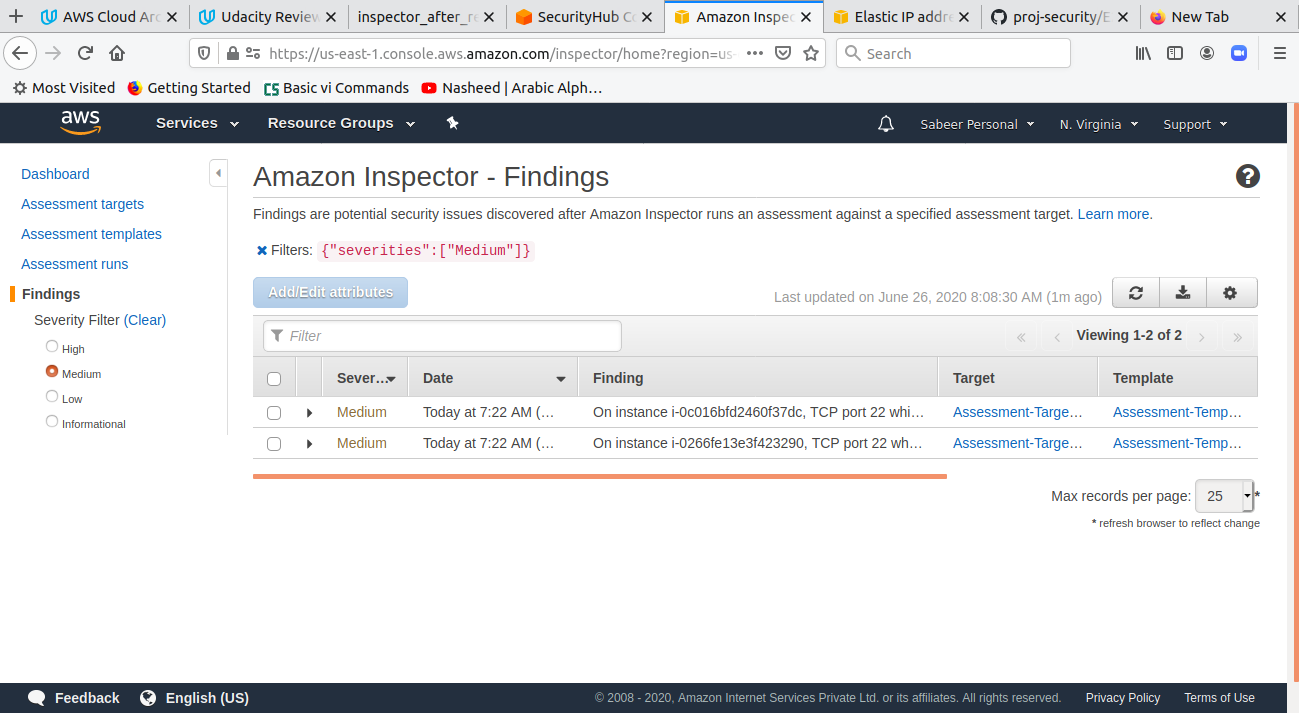 AWS Cloud Arc
Udacity Review
inspector_after_re
SecurityHub Co
Amazon Inspec
Elastic IP addre
proj-security/E
New Tab
https://us-east-1.console.aws.amazon.com/inspector/home?region=us-
Search
Most Visited
Getting Started
CS Basic vi Commands
Nasheed | Arabic Alph…
aws
Services
Resource Groups
Sabeer Personal
N. Virginia
Support
Dashboard
Assessment targets
Assessment templates
Assessment runs
Findings
Severity Filter (Clear)
High
Medium
Low
Informational
Amazon Inspector - Findings
Findings are potential security issues discovered after Amazon Inspector runs an assessment against a specified assessment target. Learn more.
Filters: {"severities":["Medium"]}
Add/Edit attributes
Last updated on June 26, 2020 8:08:30 AM (1m ago)
Filter
« ‹ Viewing 1-2 of 2 › »
Sever... Date Finding Target Template
Medium Today at 7:22 AM (… On instance i-0c016bfd2460f37dc, TCP port 22 whi… Assessment-Targe… Assessment-Temp…
Medium Today at 7:22 AM (… On instance i-0266fe13e3f423290, TCP port 22 wh… Assessment-Targe… Assessment-Temp…
Max records per page: 25 *
* refresh browser to reflect change
Feedback
English (US)
© 2008 - 2020, Amazon Internet Services Private Ltd. or its affiliates. All rights reserved.
Privacy Policy
Terms of Use